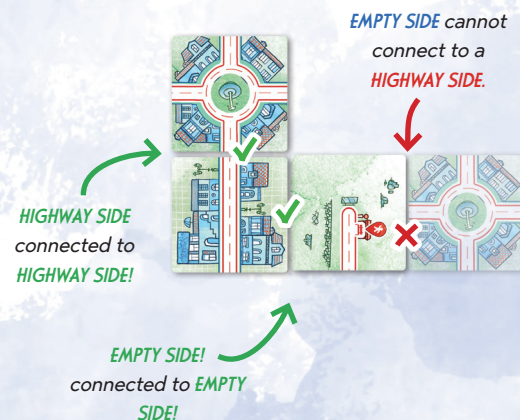 EMPTY SIDE cannot
connect to a
HIGHWAY SIDE.
HIGHWAY SIDE
connected to
HIGHWAY SIDE!
EMPTY SIDE!
connected to EMPTY
SIDE!